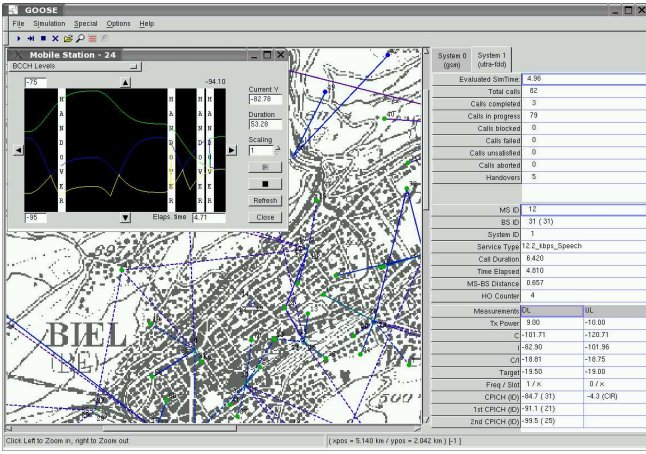 GOOSE
File Simulation Special Options Help
Mobile Station - 24
BCCH Levels
-75
-94.10
HANDOVER
HANDOVER
HANDOVER
-95
Elaps. time 4.71
Current Y
-82.78
Duration
53.28
Scaling
1
Refresh
Close
BIEL
System 0
(gsm)
System 1
(utra-fdd)
Evaluated SimTime 4.96
Total calls 82
Calls completed 3
Calls in progress 79
Calls blocked 0
Calls failed 0
Calls unsatisfied 0
Calls aborted 0
Handovers 5
MS ID 12
BS ID 31 ( 31)
System ID 1
Service Type 12.2_kbps_Speech
Call Duration 6.420
Time Elapsed 4.810
MS-BS Distance 0.657
HO Counter 4
Measurements DL UL
Tx Power 9.00 -10.00
C -101.71 -120.71
I -82.90 -101.96
C/I -18.81 -18.75
Target -19.50 -19.00
Freq / Slot 1 / x 0 / x
CPICH (ID) -84.7 ( 31) -4.3 (CIR)
1st CPICH (ID) -91.1 ( 21)
2nd CPICH (ID) -99.5 ( 25)
Click Left to Zoom in, right to Zoom out
( xpos = 5.140 km / ypos = 2.042 km ) [-1 ]